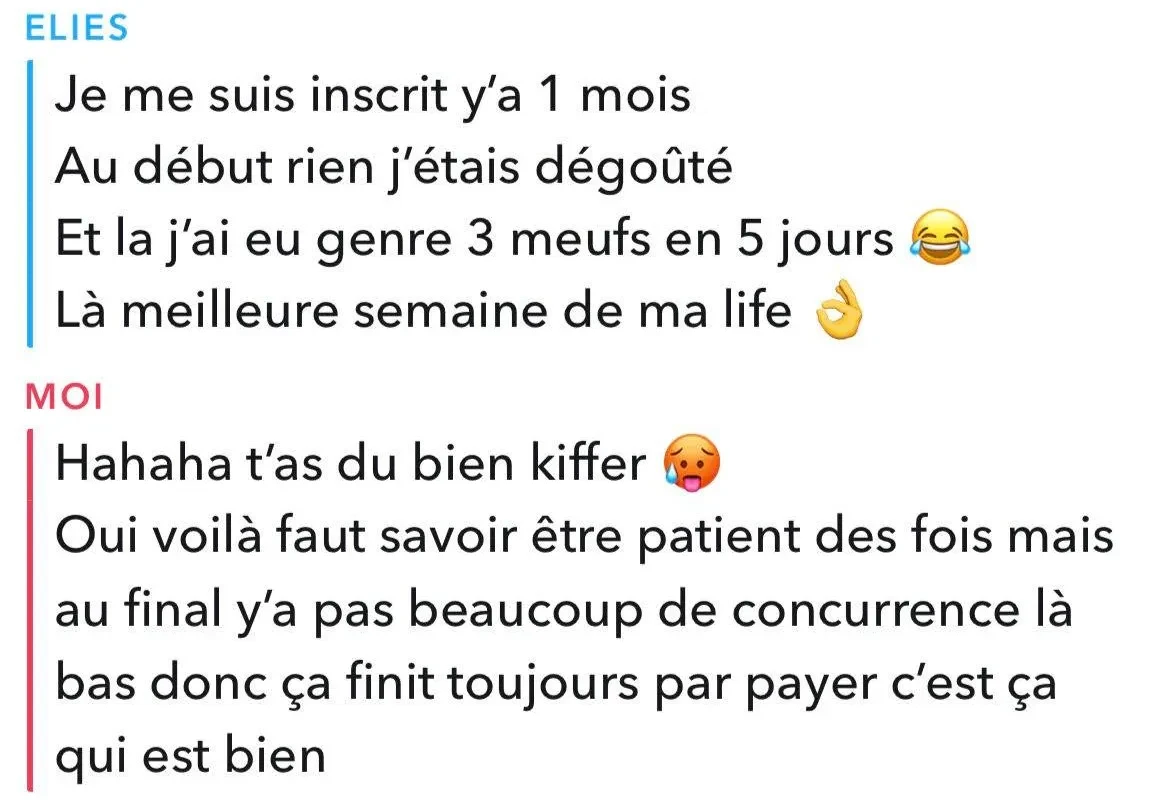 ELIES
Je me suis inscrit y’a 1 mois
Au début rien j’étais dégoûté
Et la j’ai eu genre 3 meufs en 5 jours 😂
Là meilleure semaine de ma life 👌
MOI
Hahaha t’as du bien kiffer 🥵
Oui voilà faut savoir être patient des fois mais
au final y’a pas beaucoup de concurrence là
bas donc ça finit toujours par payer c’est ça
qui est bien